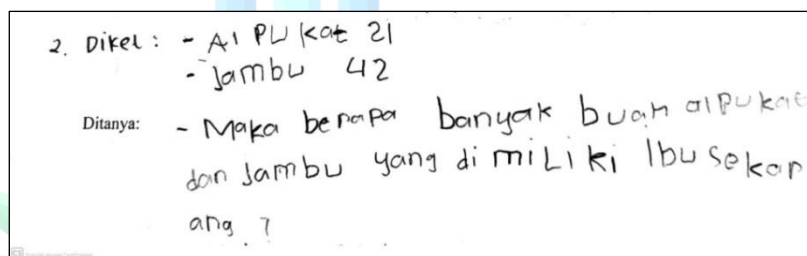 2. Dikel : - Alpukat 21
- Jambu 42
Ditanya: - Maka berapa banyak buah alpukat
dan Jambu yang dimiliki Ibu sekar
ang ?